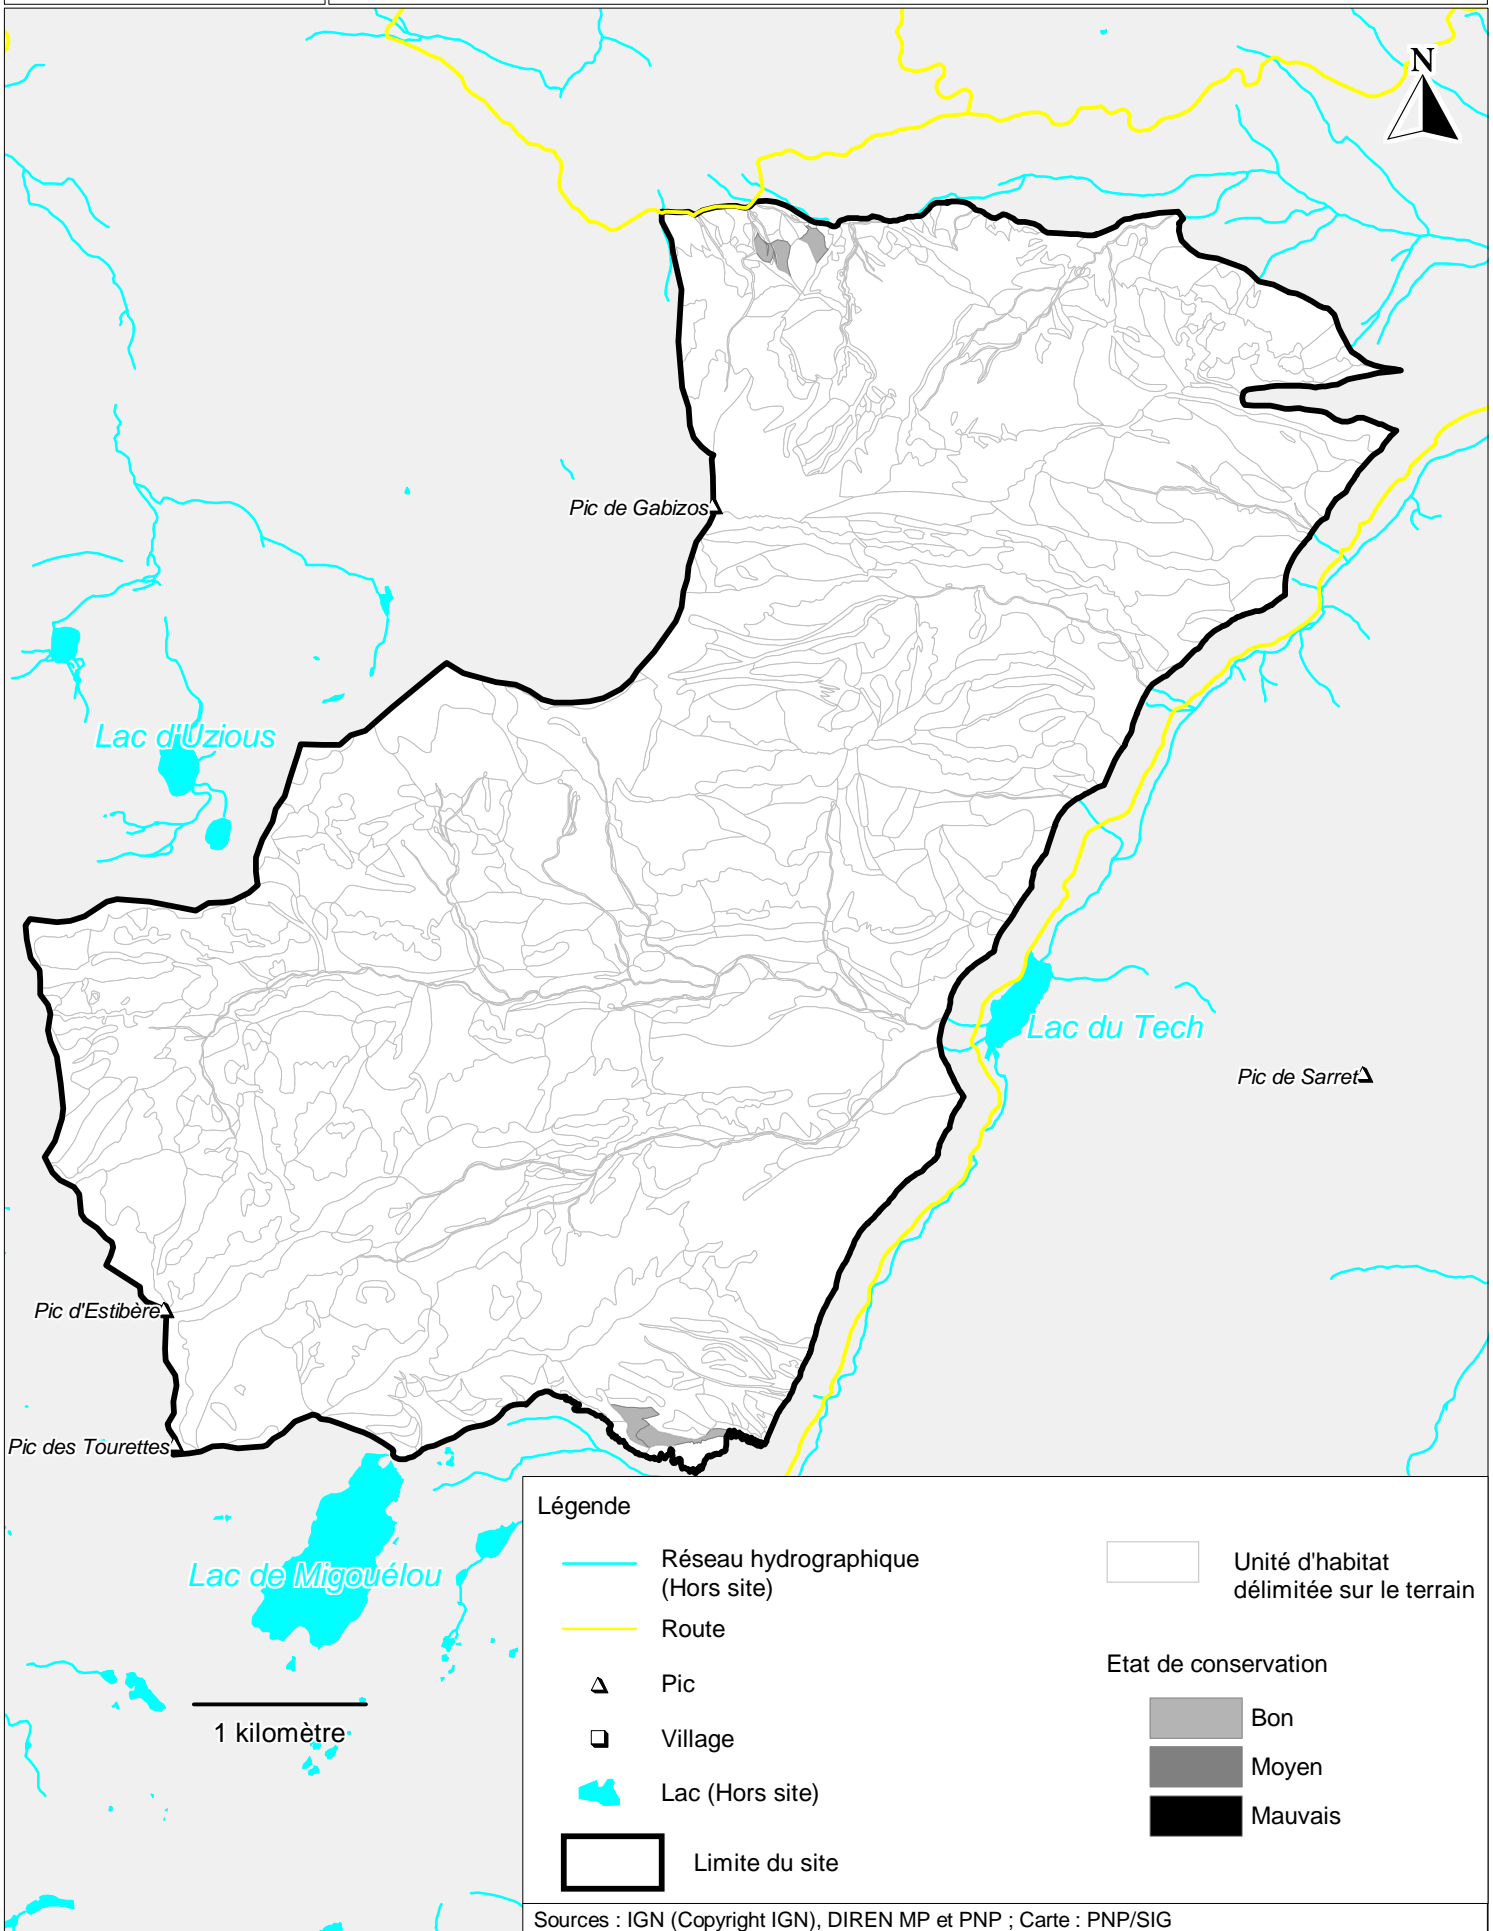 N
Pic de Gabizos
Lac d'Uzious
Lac du Tech
Pic de Sarret
Pic d'Estibère
Pic des Tourettes
Lac de Migouélou
1 kilomètre
Légende
Réseau hydrographique
(Hors site)
Route
Pic
Village
Lac (Hors site)
Limite du site
Unité d'habitat
délimitée sur le terrain
Etat de conservation
Bon
Moyen
Mauvais
Sources : IGN (Copyright IGN), DIREN MP et PNP ; Carte : PNP/SIG